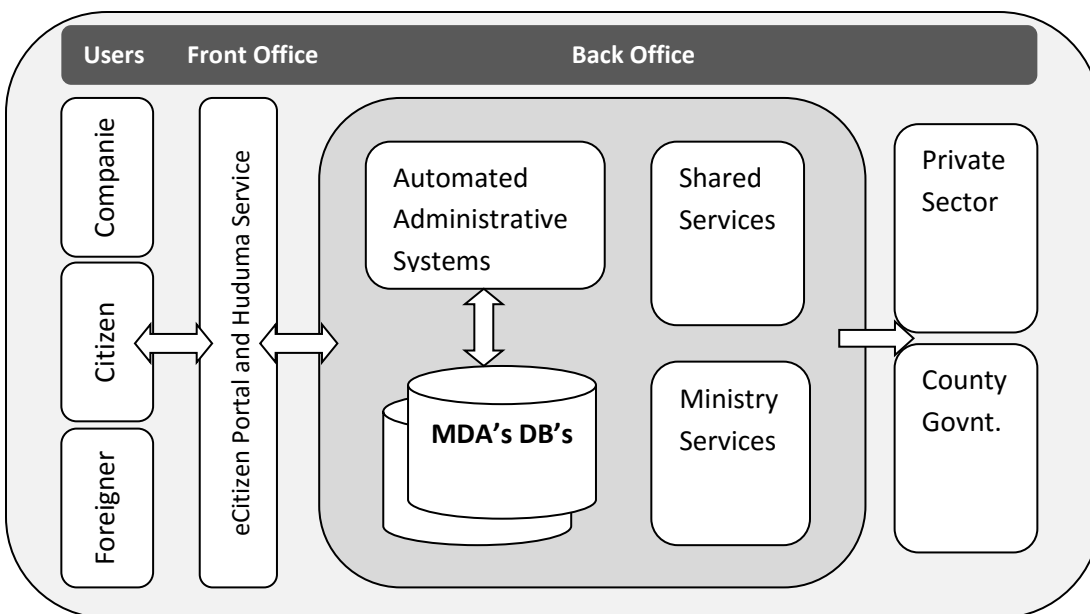 Users Front Office Back Office
Companie
Citizen
Foreigner
eCitizen Portal and Huduma Service
Automated
Administrative
Systems
MDA's DB's
Shared
Services
Ministry
Services
Private
Sector
County
Govnt.